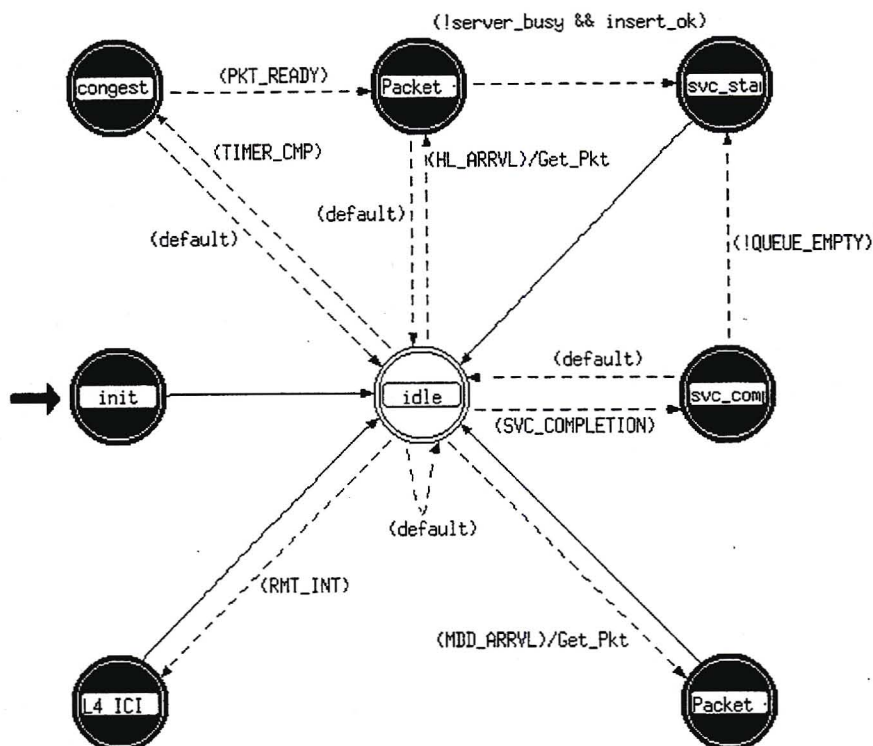 (!server_busy && insert_ok)
congest
(PKT_READY)
Packet
svc_sta
(TIMER_CMP)
(HL_ARRVL)/Get_Pkt
(default)
(default)
(!QUEUE_EMPTY)
(default)
init
idle
svc_com
(SVC_COMPLETION)
(default)
(RMT_INT)
(MDD_ARRVL)/Get_Pkt
L4 ICI
Packet